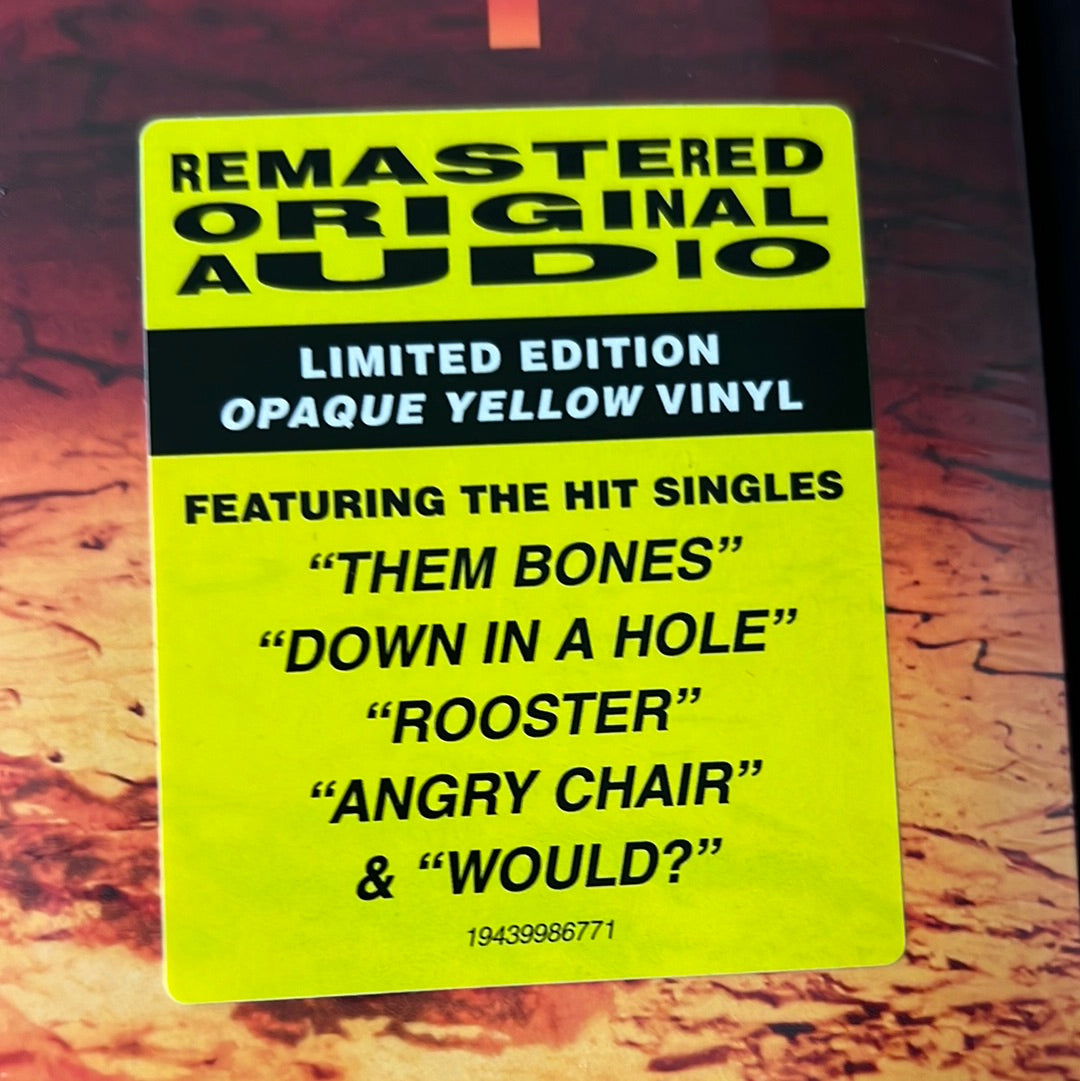 REMASTERED
ORIGINAL
AUDIO
LIMITED EDITION
OPAQUE YELLOW VINYL
FEATURING THE HIT SINGLES
“THEM BONES”
“DOWN IN A HOLE”
“ROOSTER”
“ANGRY CHAIR”
& “WOULD?”
19439986771